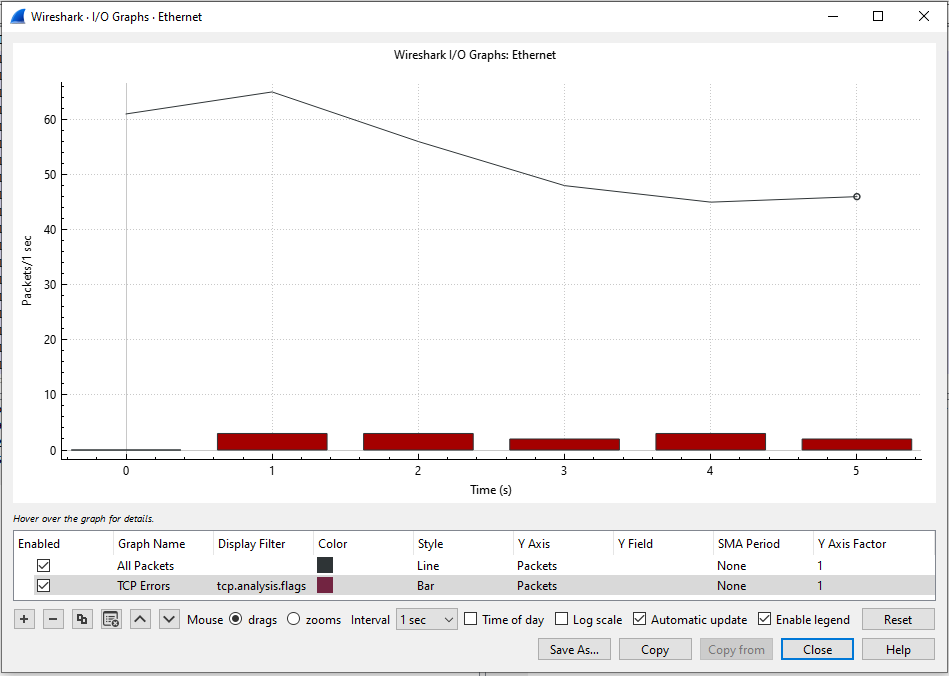 Wireshark · I/O Graphs · Ethernet
Wireshark I/O Graphs: Ethernet
60
50
40
30
20
10
0
Packets/1 sec
0 1 2 3 4 5
Time (s)
Hover over the graph for details.
Enabled Graph Name Display Filter Color Style Y Axis Y Field SMA Period Y Axis Factor
All Packets Line Packets None 1
TCP Errors tcp.analysis.flags Bar Packets None 1
Mouse drags zooms Interval 1 sec Time of day Log scale Automatic update Enable legend Reset
Save As... Copy Copy from Close Help